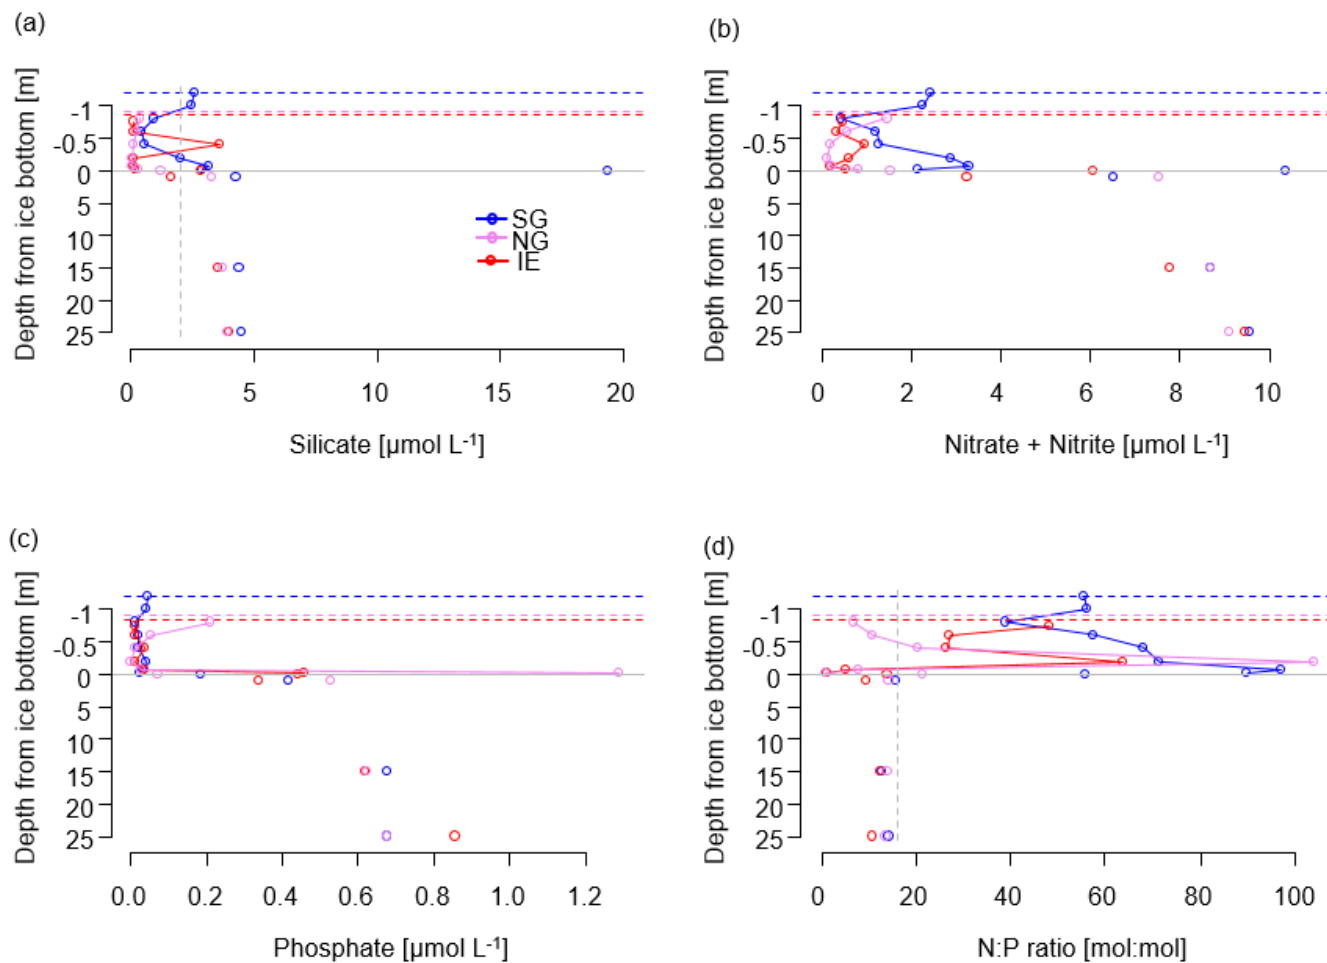 (a)
Depth from ice bottom [m]
-1
-0.5
0
5
10
15
20
25
SG
NG
IE
0 5 10 15 20
Silicate [µmol L-1]
(b)
Depth from ice bottom [m]
-1
-0.5
0
5
10
15
20
25
0 2 4 6 8 10
Nitrate + Nitrite [µmol L-1]
(c)
Depth from ice bottom [m]
-1
-0.5
0
5
10
15
20
25
0.0 0.2 0.4 0.6 0.8 1.0 1.2
Phosphate [µmol L-1]
(d)
Depth from ice bottom [m]
-1
-0.5
0
5
10
15
20
25
0 20 40 60 80 100
N:P ratio [mol:mol]